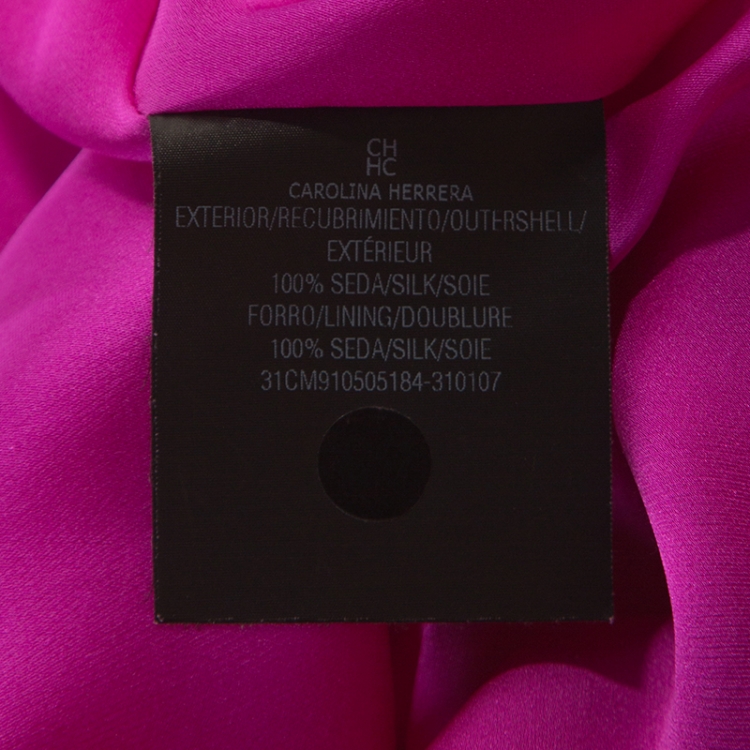 CH
HC
CAROLINA HERRERA
EXTERIOR/RECUBRIMIENTO/OUTERSHELL/
EXTÉRIEUR
100% SEDA/SILK/SOIE
FORRO/LINING/DOUBLURE
100% SEDA/SILK/SOIE
31CM910505184-310107